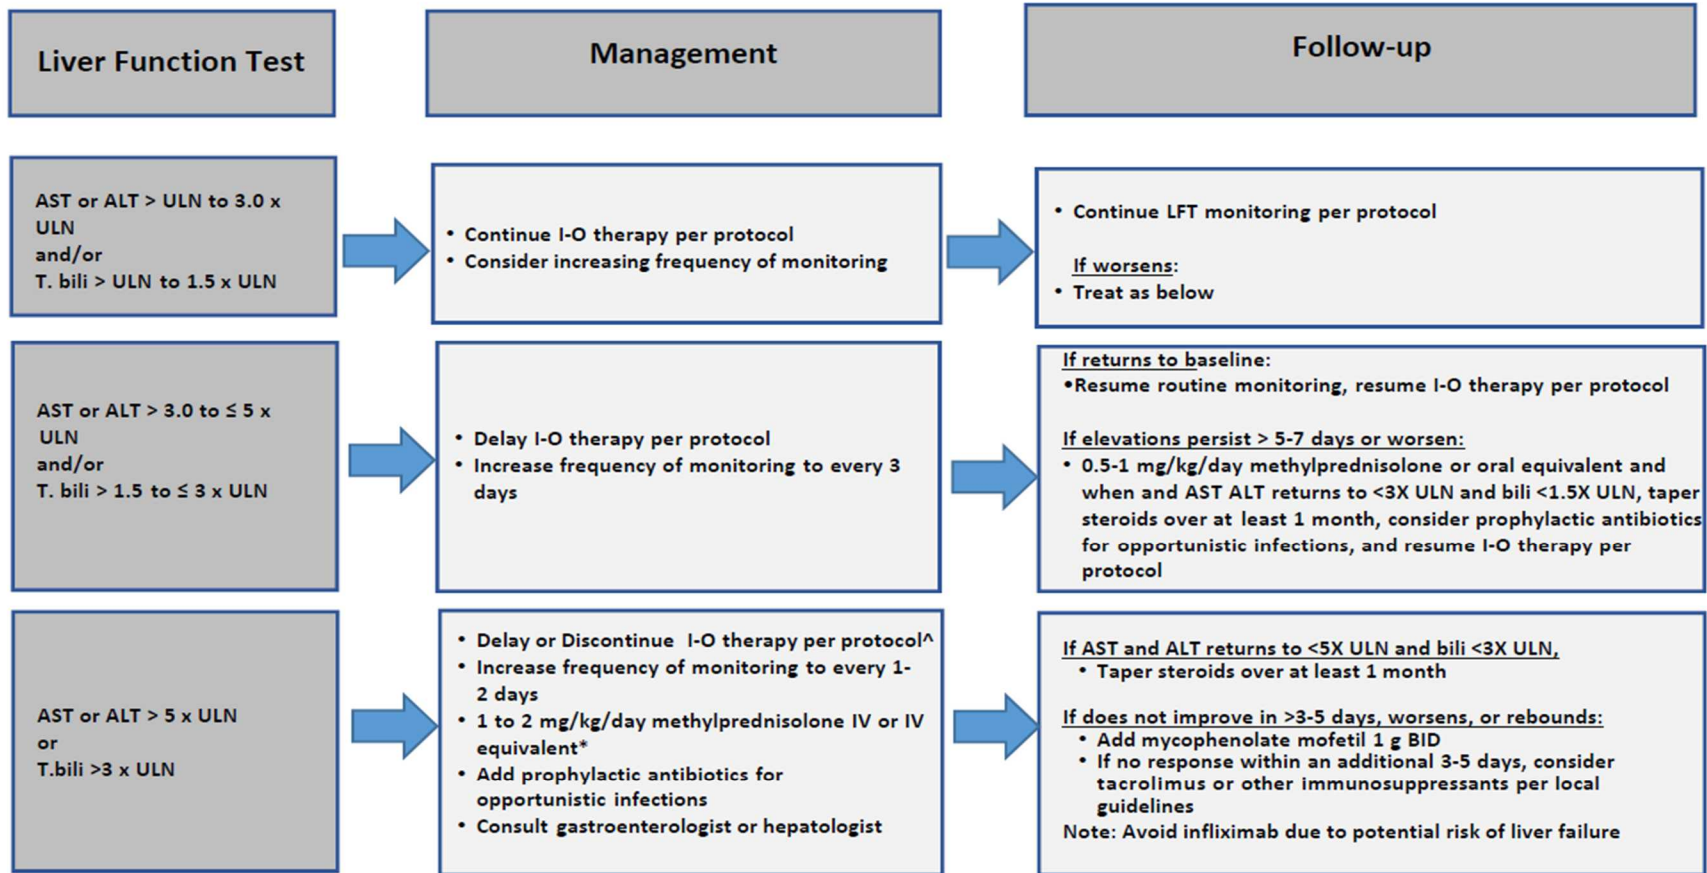 Liver Function Test
Management
Follow-up
AST or ALT > ULN to 3.0 x
ULN
and/or
T. bili > ULN to 1.5 x ULN
• Continue I-O therapy per protocol
• Consider increasing frequency of monitoring
• Continue LFT monitoring per protocol
If worsens:
• Treat as below
AST or ALT > 3.0 to ≤ 5 x
ULN
and/or
T. bili > 1.5 to ≤ 3 x ULN
• Delay I-O therapy per protocol
• Increase frequency of monitoring to every 3
days
If returns to baseline:
•Resume routine monitoring, resume I-O therapy per protocol
If elevations persist > 5-7 days or worsen:
• 0.5-1 mg/kg/day methylprednisolone or oral equivalent and
when and AST ALT returns to <3X ULN and bili <1.5X ULN, taper
steroids over at least 1 month, consider prophylactic antibiotics
for opportunistic infections, and resume I-O therapy per
protocol
AST or ALT > 5 x ULN
or
T.bili >3 x ULN
• Delay or Discontinue I-O therapy per protocol^
• Increase frequency of monitoring to every 1-
2 days
• 1 to 2 mg/kg/day methylprednisolone IV or IV
equivalent*
• Add prophylactic antibiotics for
opportunistic infections
• Consult gastroenterologist or hepatologist
If AST and ALT returns to <5X ULN and bili <3X ULN,
• Taper steroids over at least 1 month
If does not improve in >3-5 days, worsens, or rebounds:
• Add mycophenolate mofetil 1 g BID
• If no response within an additional 3-5 days, consider
tacrolimus or other immunosuppressants per local
guidelines
Note: Avoid infliximab due to potential risk of liver failure